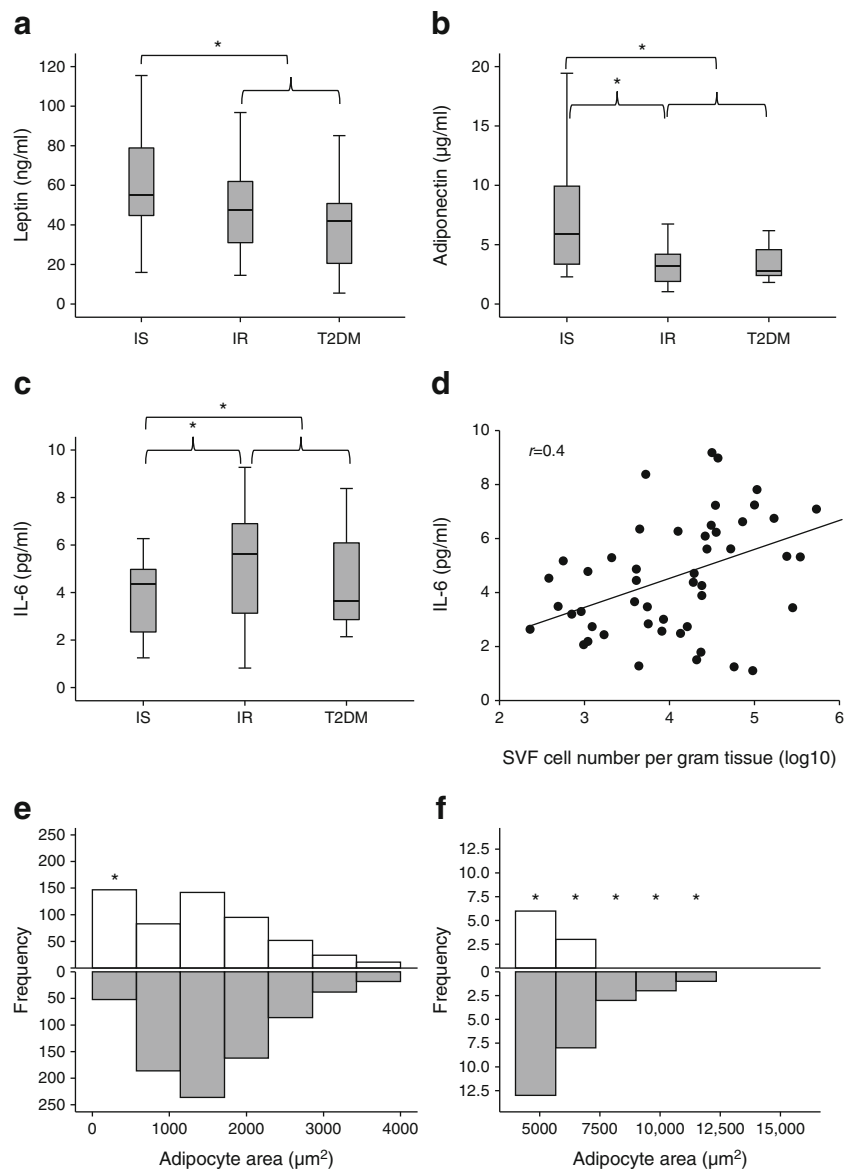 a
*
120
100
80
60
40
20
0
Leptin (ng/ml)
IS IR T2DM
b
*
*
20
15
10
5
0
Adiponectin (µg/ml)
IS IR T2DM
c
*
*
10
8
6
4
2
0
IL-6 (pg/ml)
IS IR T2DM
d
r=0.4
10
8
6
4
2
0
IL-6 (pg/ml)
2 3 4 5 6
SVF cell number per gram tissue (log10)
e
*
250
200
150
100
50
0
50
100
150
200
250
Frequency
0 1000 2000 3000 4000
Adipocyte area (µm²)
f
* * * * *
12.5
10.0
7.5
5.0
2.5
0
2.5
5.0
7.5
10.0
12.5
Frequency
5000 7500 10,000 12,500 15,000
Adipocyte area (µm²)